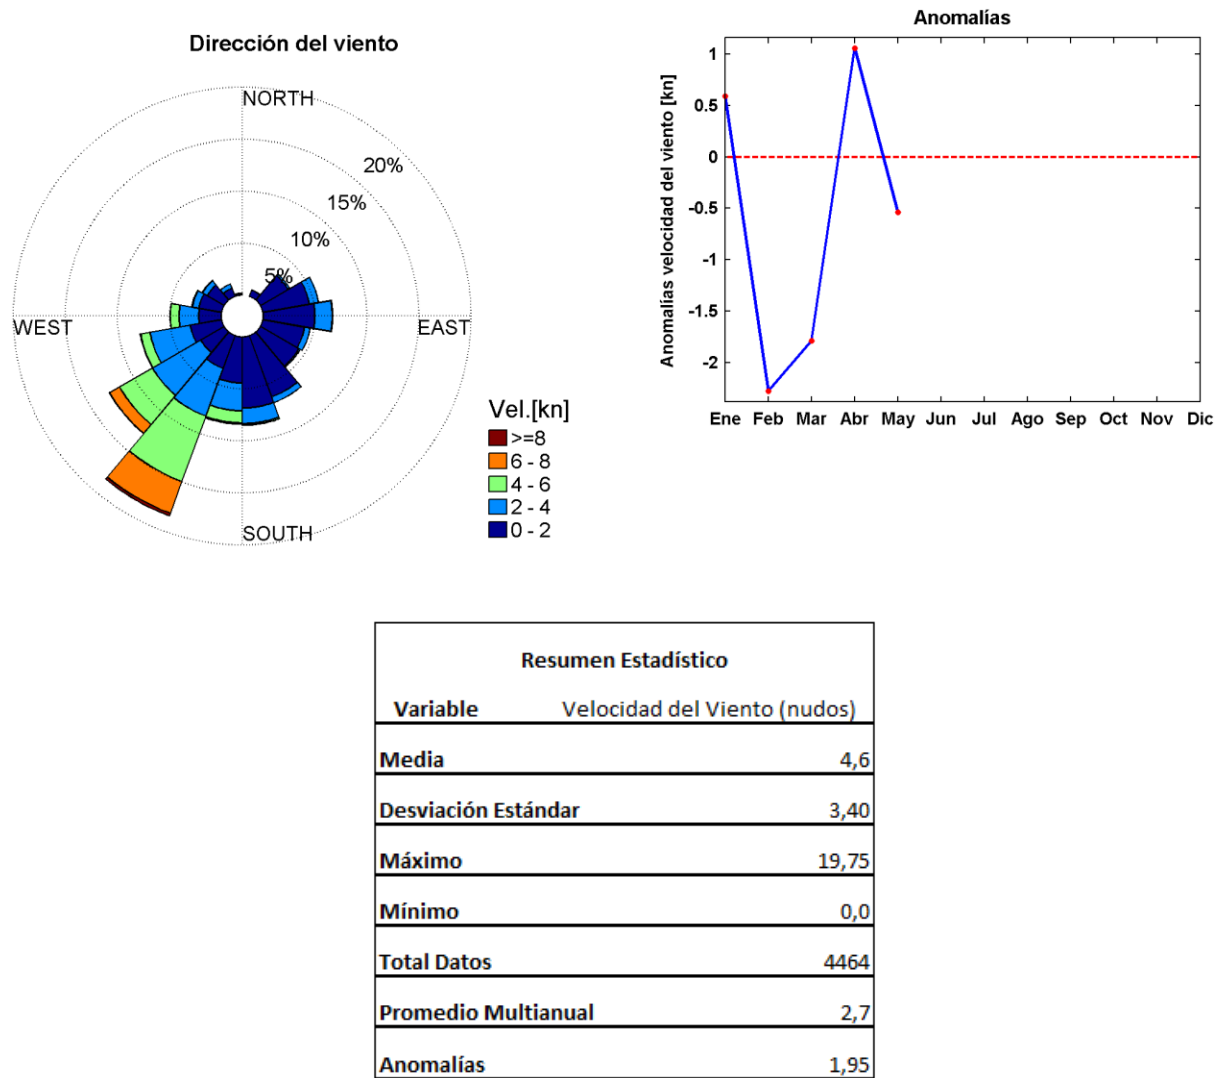 Dirección del viento
NORTH
20%
15%
10%
5%
WEST
EAST
SOUTH
Vel.[kn]
>=8
6 - 8
4 - 6
2 - 4
0 - 2
Anomalías
Anomalías velocidad del viento [kn]
1
0.5
0
-0.5
-1
-1.5
-2
Ene Feb Mar Abr May Jun Jul Ago Sep Oct Nov Dic
Resumen Estadístico
Variable Velocidad del Viento (nudos)
Media 4,6
Desviación Estándar 3,40
Máximo 19,75
Mínimo 0,0
Total Datos 4464
Promedio Multianual 2,7
Anomalías 1,95